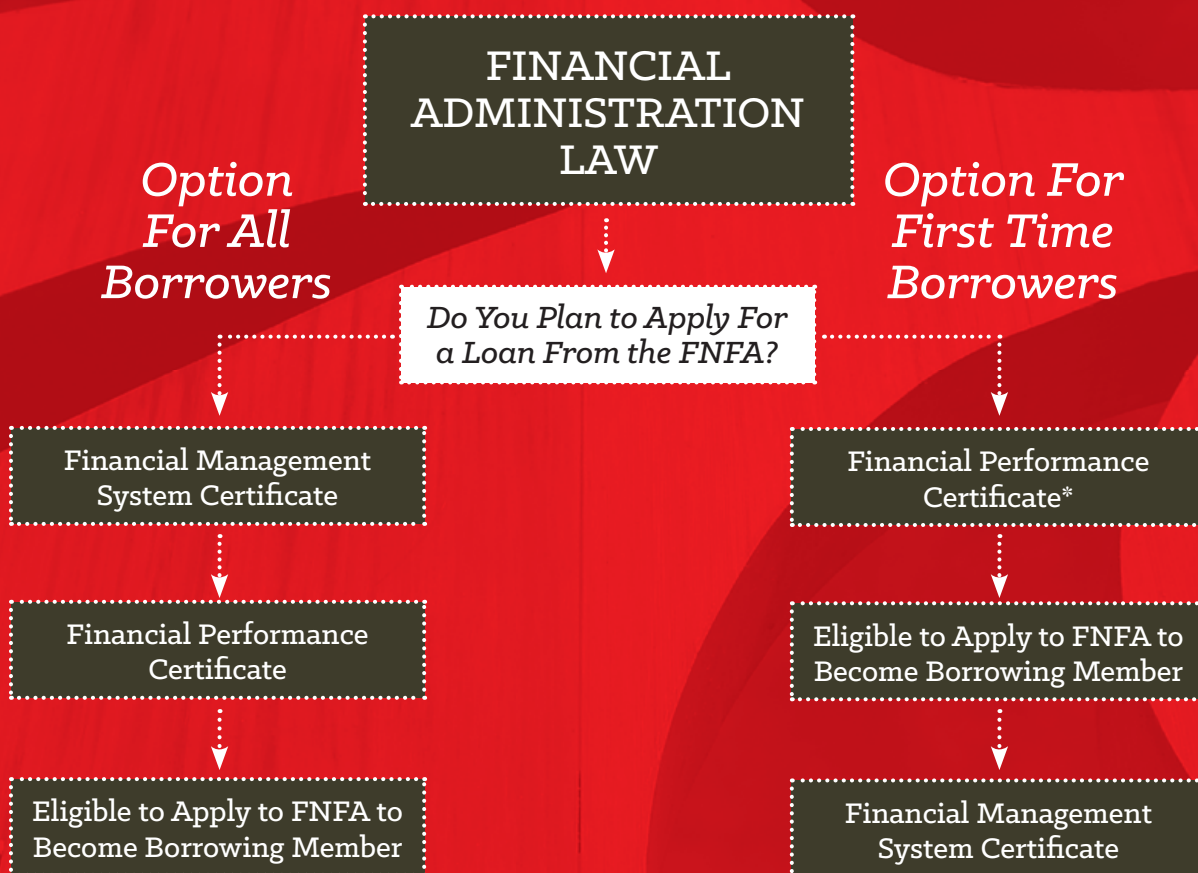 FINANCIAL
ADMINISTRATION
LAW
Option
For All
Borrowers
Option For
First Time
Borrowers
Do You Plan to Apply For
a Loan From the FNFA?
Financial Management
System Certificate
Financial Performance
Certificate
Eligible to Apply to FNFA to
Become Borrowing Member
Financial Performance
Certificate*
Eligible to Apply to FNFA to
Become Borrowing Member
Financial Management
System Certificate